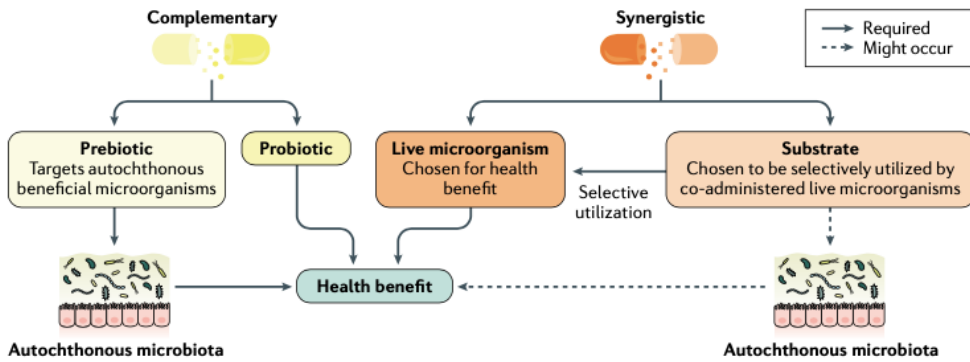 Complementary
Synergistic
Required
Might occur
Prebiotic
Targets autochthonous
beneficial microorganisms
Probiotic
Live microorganism
Chosen for health
benefit
Selective
utilization
Substrate
Chosen to be selectively utilized by
co-administered live microorganisms
Health benefit
Autochthonous microbiota
Autochthonous microbiota